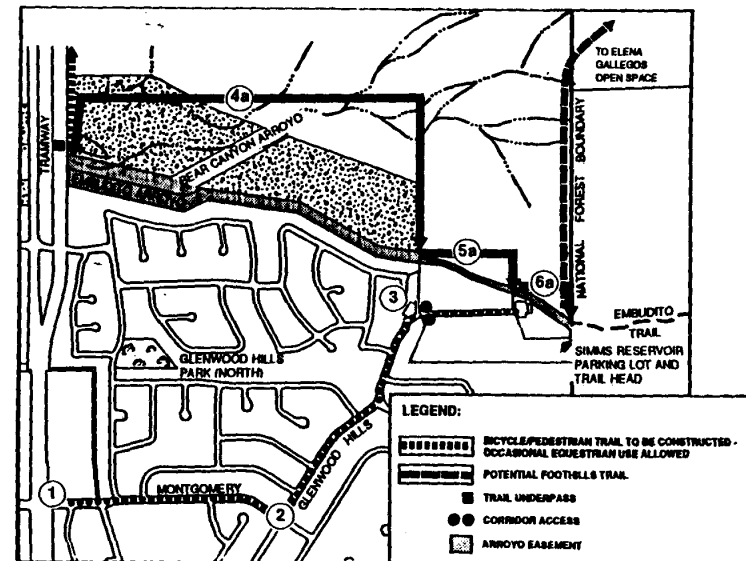 TO ELENA
GALLEGOS
OPEN SPACE
4a
TRAMWAY
BEAR CANYON ARROYO
NATIONAL FOREST BOUNDARY
5a
6a
3
EMBUDITO
TRAIL
SIMMS RESERVOIR
PARKING LOT AND
TRAIL HEAD
GLENWOOD HILLS
PARK (NORTH)
GLENWOOD HILLS
MONTGOMERY
1
2
LEGEND:
BICYCLE/PEDESTRIAN TRAIL TO BE CONSTRUCTED -
OCCASIONAL EQUESTRIAN USE ALLOWED
POTENTIAL FOOTHILLS TRAIL
TRAIL UNDERPASS
CORRIDOR ACCESS
ARROYO EASEMENT